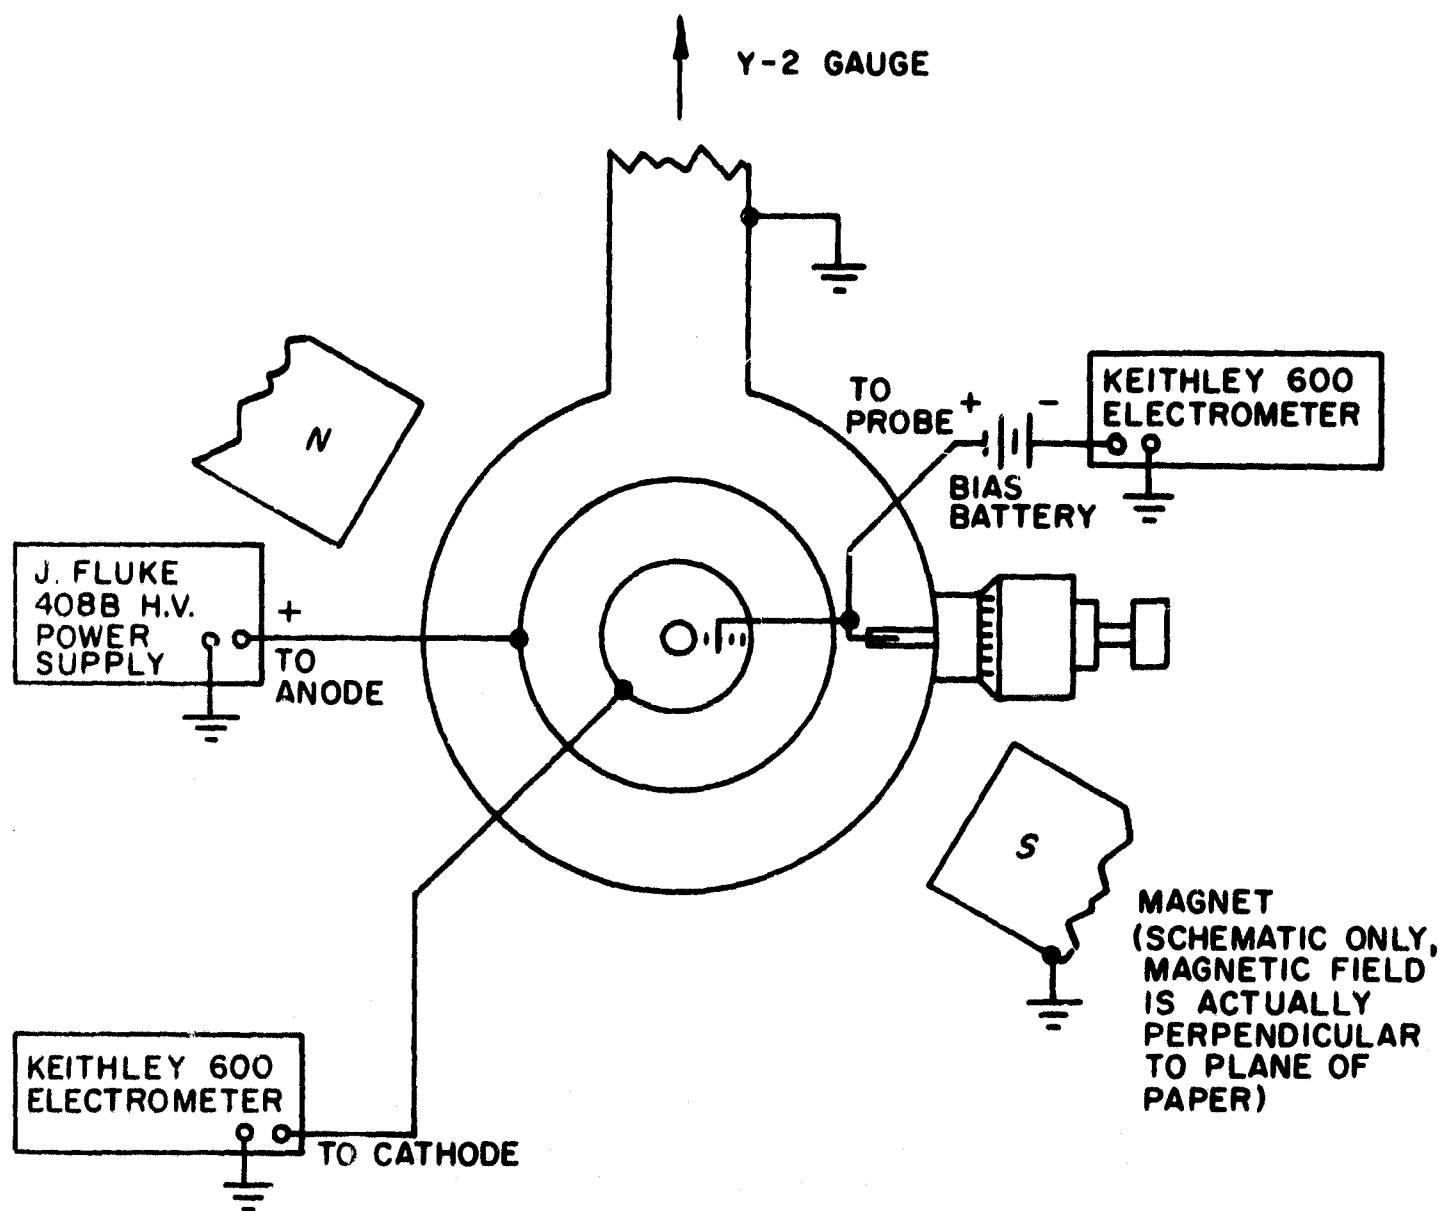 Y-2 GAUGE
N
TO
PROBE
+ -
KEITHLEY 600
ELECTROMETER
BIAS
BATTERY
J. FLUKE
408B H.V.
POWER
SUPPLY
+
TO
ANODE
S
MAGNET
(SCHEMATIC ONLY,
MAGNETIC FIELD
IS ACTUALLY
PERPENDICULAR
TO PLANE OF
PAPER)
KEITHLEY 600
ELECTROMETER
TO CATHODE